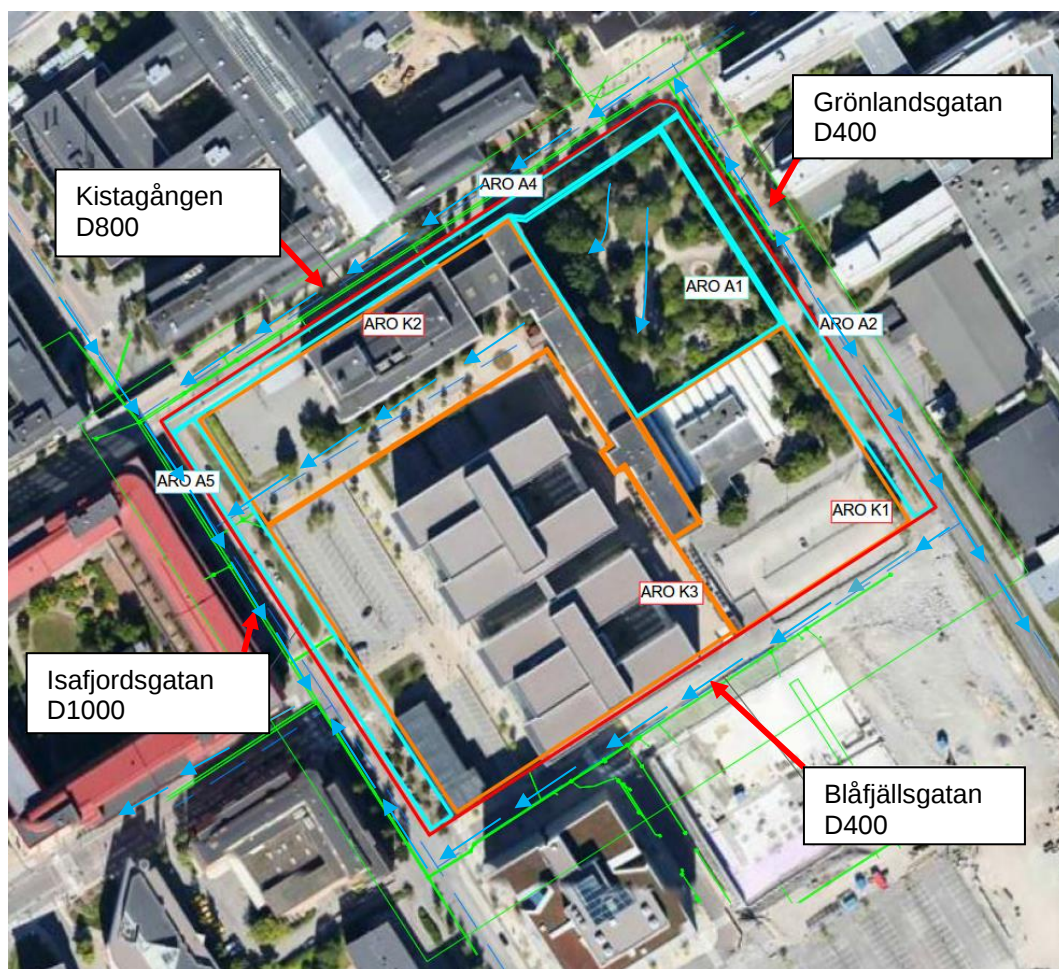 Grönlandsgatan
D400
Kistagången
D800
ARO A4
ARO A1
ARO K2
ARO A2
ARO A5
ARO K1
ARO K3
Isafjordsgatan
D1000
Blåfjällsgatan
D400